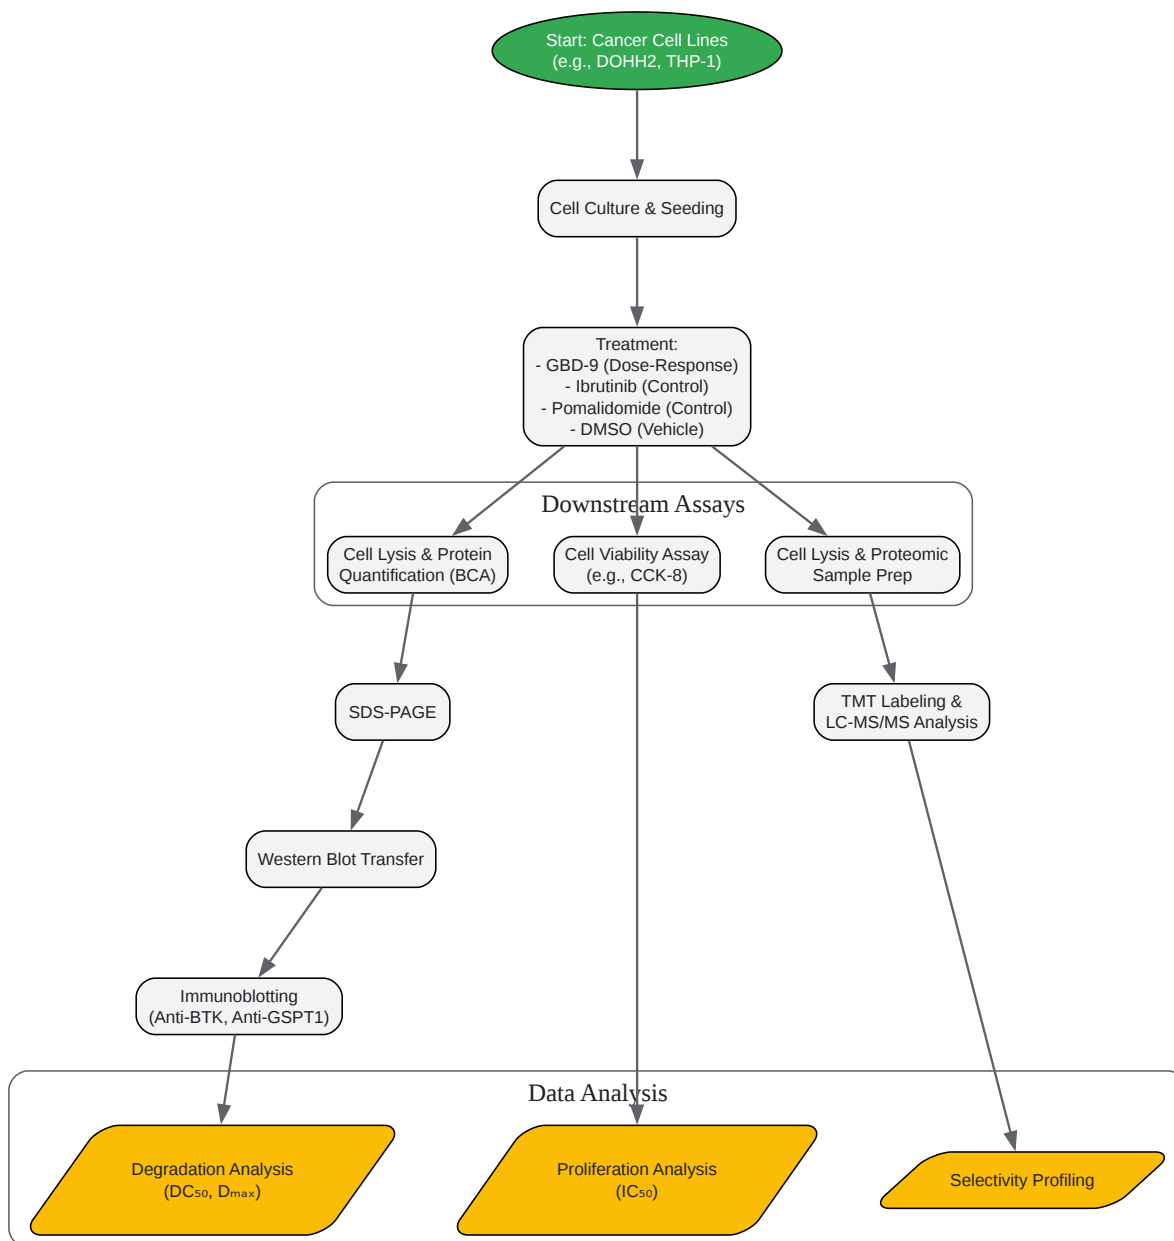 Start: Cancer Cell Lines
(e.g., DOHH2, THP-1)
Cell Culture & Seeding
Treatment:
- GBD-9 (Dose-Response)
- Ibrutinib (Control)
- Pomalidomide (Control)
- DMSO (Vehicle)
Downstream Assays
Cell Lysis & Protein
Quantification (BCA)
Cell Viability Assay
(e.g., CCK-8)
Cell Lysis & Proteomic
Sample Prep
SDS-PAGE
TMT Labeling &
LC-MS/MS Analysis
Western Blot Transfer
Immunoblotting
(Anti-BTK, Anti-GSPT1)
Data Analysis
Degradation Analysis
(DC₅₀, Dₘₐₓ)
Proliferation Analysis
(IC₅₀)
Selectivity Profiling